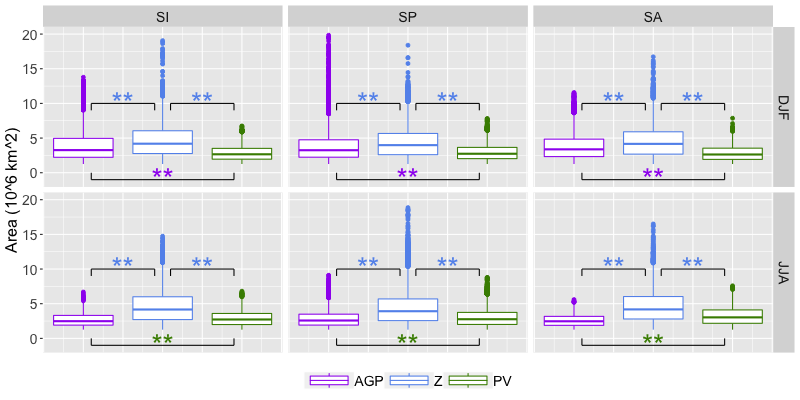 SI SP SA
20
15
10
5
0
** ** ** ** ** **
** ** **
DJF
Area (10^6 km^2)
20
15
10
5
0
** ** ** ** ** **
** ** **
JJA
AGP Z PV